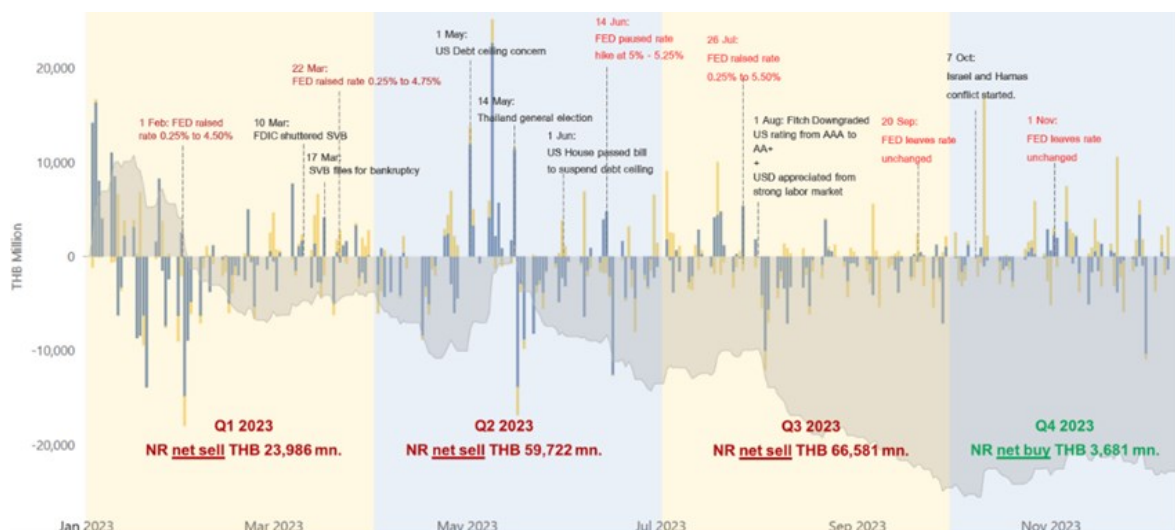 20,000
10,000
0
-10,000
-20,000
THB Million
1 Feb: FED raised
rate 0.25% to 4.50%
22 Mar:
FED raised rate 0.25% to 4.75%
10 Mar:
FDIC shuttered SVB
17 Mar:
SVB files for bankruptcy
1 May:
US Debt ceiling concern
14 May:
Thailand general election
1 Jun:
US House passed bill
to suspend debt ceiling
14 Jun:
FED paused rate
hike at 5% - 5.25%
26 Jul:
FED raised rate
0.25% to 5.50%
1 Aug: Fitch Downgraded
US rating from AAA to
AA+
+
USD appreciated from
strong labor market
20 Sep:
FED leaves rate
unchanged
7 Oct:
Israel and Hamas
conflict started.
1 Nov:
FED leaves rate
unchanged
Q1 2023
NR net sell THB 23,986 mn.
Q2 2023
NR net sell THB 59,722 mn.
Q3 2023
NR net sell THB 66,581 mn.
Q4 2023
NR net buy THB 3,681 mn.
Jan 2023
Mar 2023
May 2023
Jul 2023
Sep 2023
Nov 2023